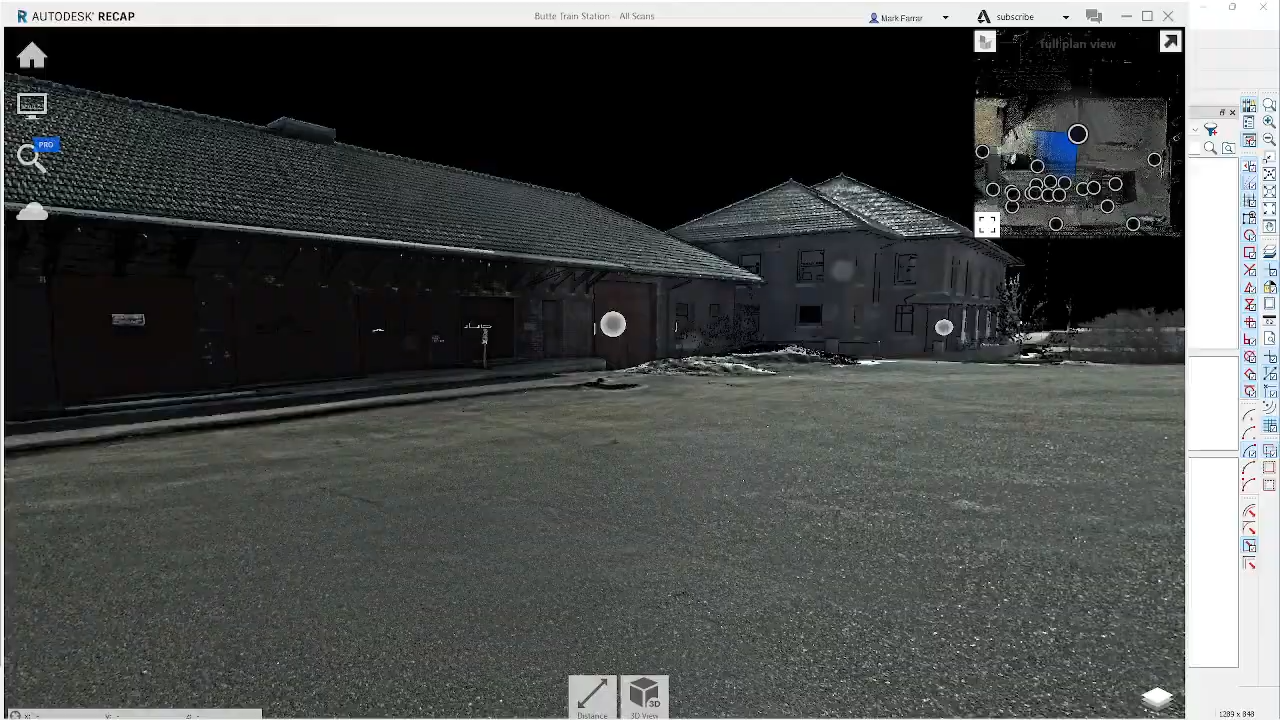 AUTODESK® RECAP
Butte Train Station - All Scans
Mark Farrar
subscribe
full plan view
PRO
Distance
3D
3D View
1289 x 848